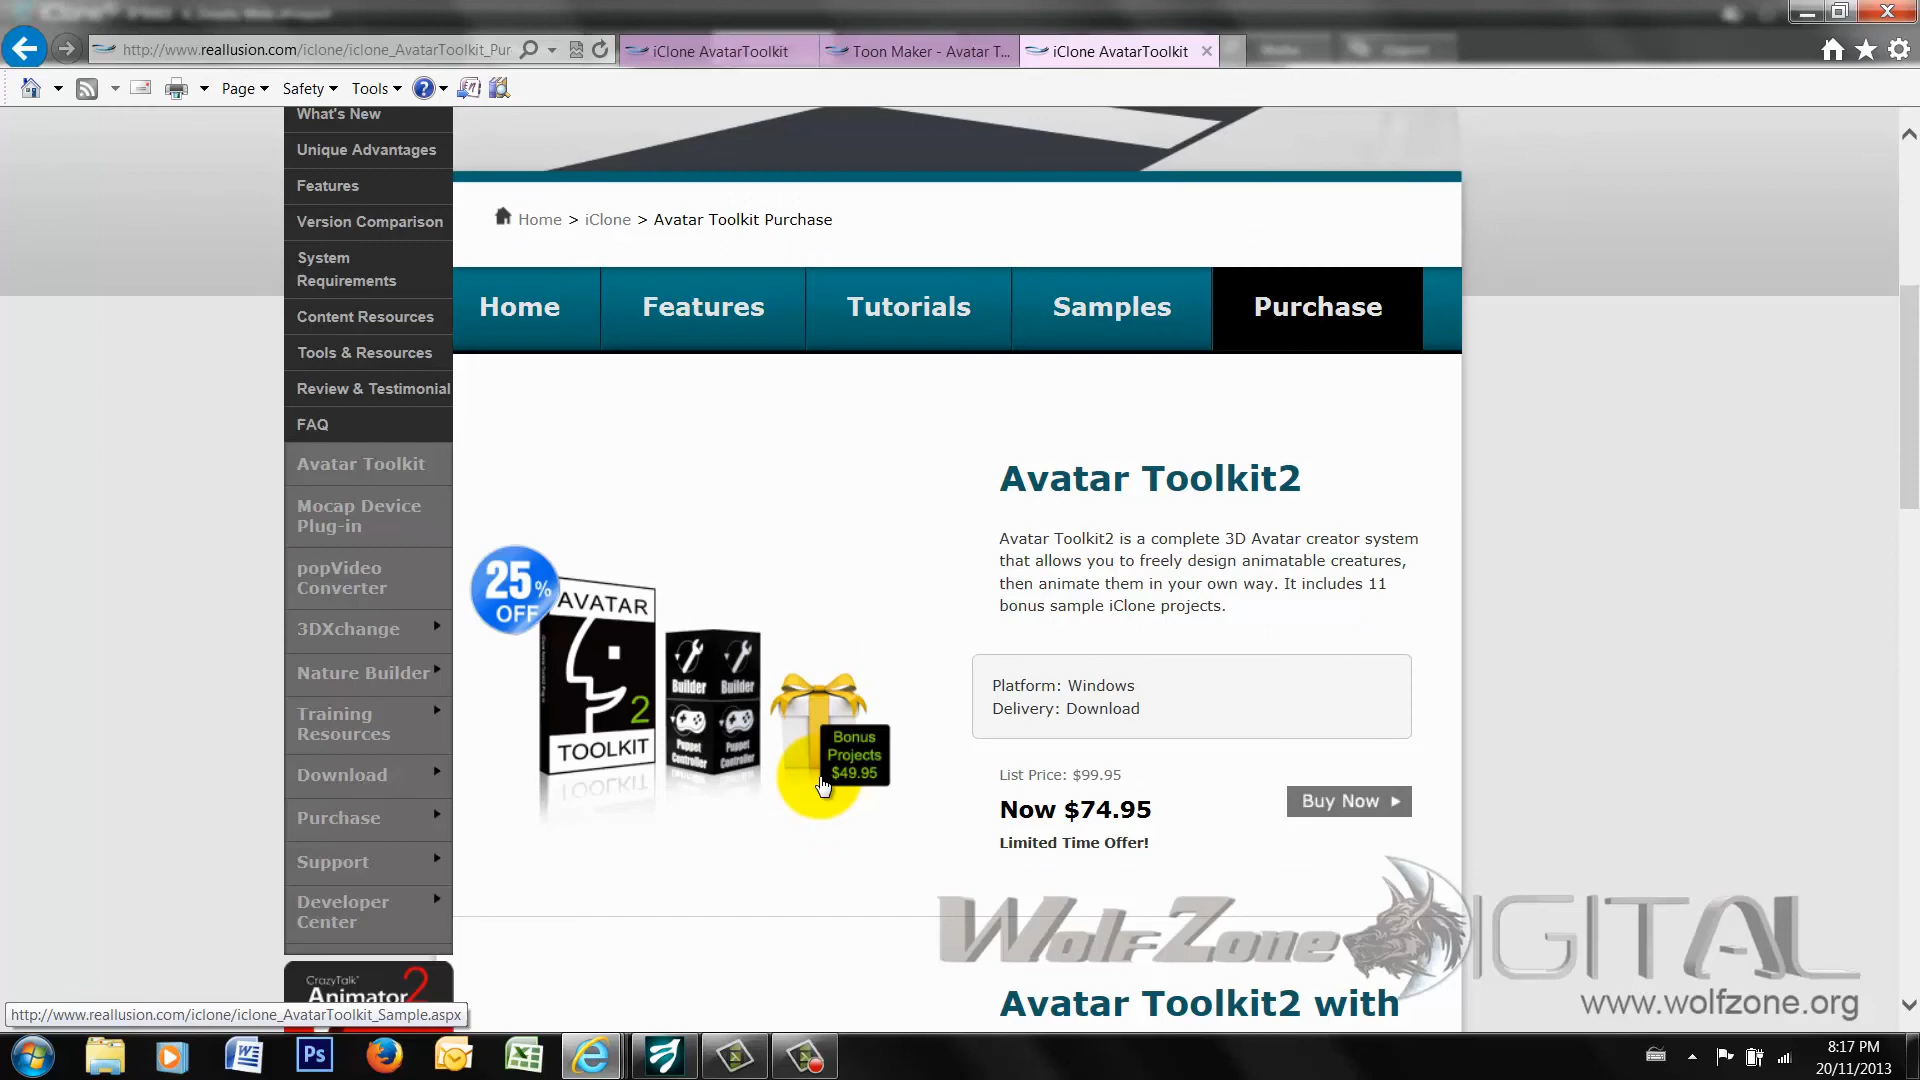 http://www.reallusion.com/iclone/iclone_AvatarToolkit_Pur
iClone AvatarToolkit
Toon Maker - Avatar T...
iClone AvatarToolkit
Page
Safety
Tools
What's New
Unique Advantages
Features
Version Comparison
System
Requirements
Content Resources
Tools & Resources
Review & Testimonial
FAQ
Avatar Toolkit
Mocap Device
Plug-in
popVideo
Converter
3DXchange
Nature Builder
Training
Resources
Download
Purchase
Support
Developer
Center
CrazyTalk
Animator 2
Home > iClone > Avatar Toolkit Purchase
Home
Features
Tutorials
Samples
Purchase
25% OFF
AVATAR
2
TOOLKIT
Builder Builder
Puppet Controller Puppet Controller
Bonus
Projects
$49.95
Avatar Toolkit2
Avatar Toolkit2 is a complete 3D Avatar creator system
that allows you to freely design animatable creatures,
then animate them in your own way. It includes 11
bonus sample iClone projects.
Platform: Windows
Delivery: Download
List Price: $99.95
Now $74.95
Limited Time Offer!
Buy Now
Avatar Toolkit2 with
WolfZone DIGITAL
www.wolfzone.org
http://www.reallusion.com/iclone/iclone_AvatarToolkit_Sample.aspx
Ps
8:17 PM
20/11/2013